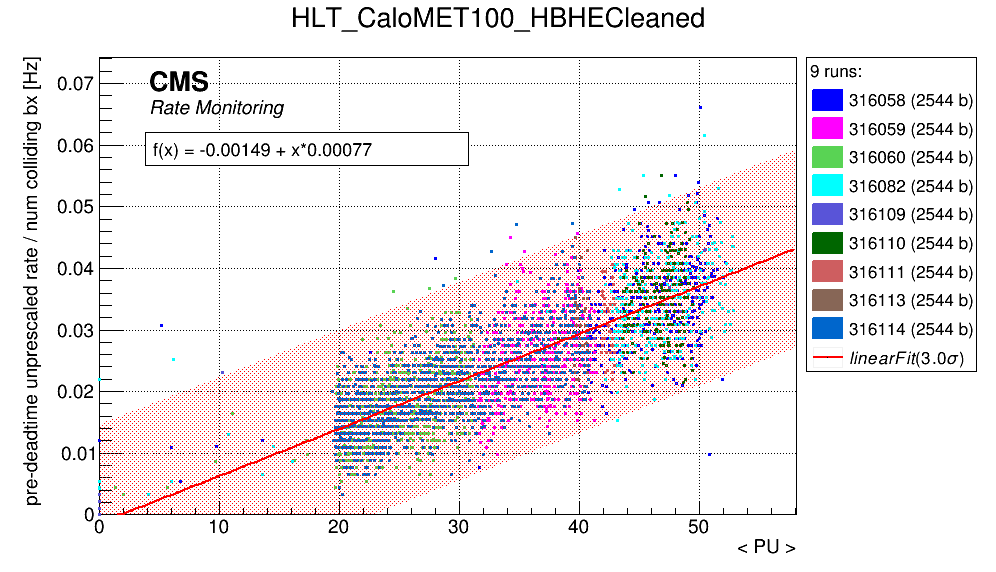 HLT_CaloMET100_HBHECleaned
pre-deadtime unprescaled rate / num colliding bx [Hz]
CMS
Rate Monitoring
f(x) = -0.00149 + x*0.00077
0.07
0.06
0.05
0.04
0.03
0.02
0.01
0
0
10
20
30
40
50
< PU >
9 runs:
316058 (2544 b)
316059 (2544 b)
316060 (2544 b)
316082 (2544 b)
316109 (2544 b)
316110 (2544 b)
316111 (2544 b)
316113 (2544 b)
316114 (2544 b)
linearFit(3.0σ)